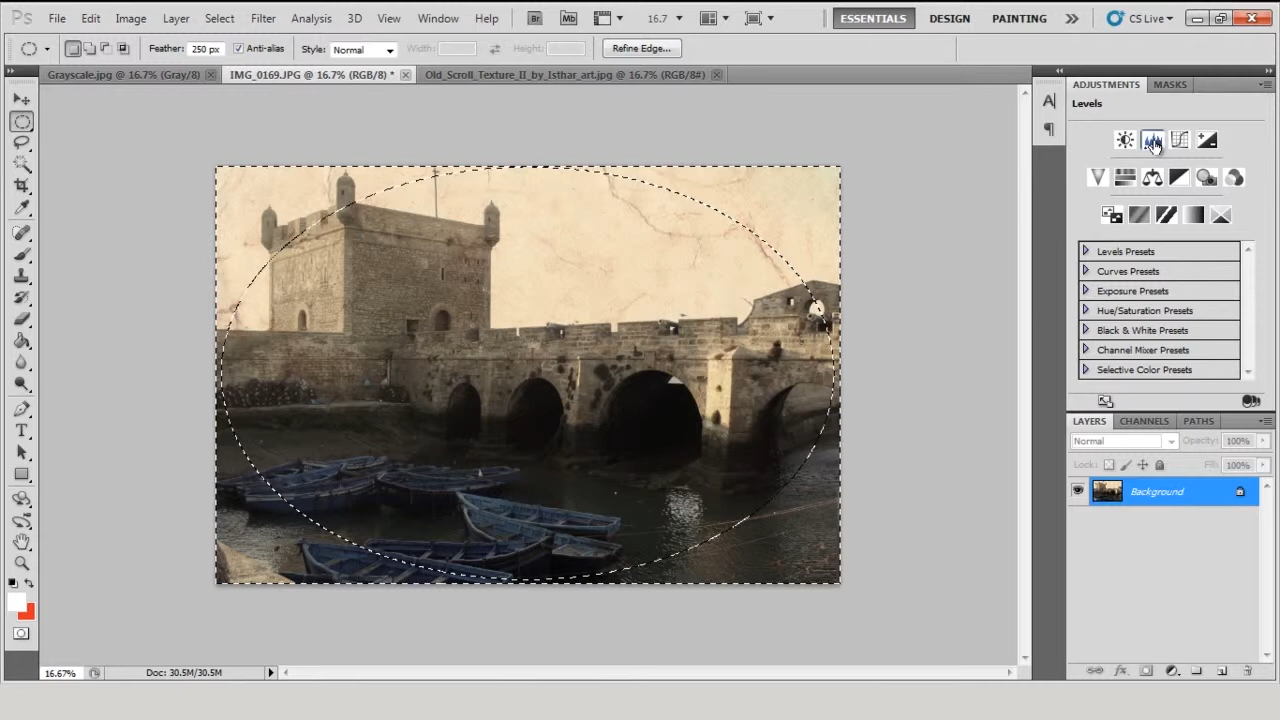 Ps File Edit Image Layer Select Filter Analysis 3D View Window Help Br Mb 16.7 ESSENTIALS DESIGN PAINTING CS Live
Feather: 250 px Anti-alias Style: Normal Width: Height: Refine Edge...
Grayscale.jpg @ 16.7% (Gray/8) IMG_0169.JPG @ 16.7% (RGB/8) * Old_Scroll_Texture_II_by_Isthar_art.jpg @ 16.7% (RGB/8#)
ADJUSTMENTS MASKS
Levels
Levels Presets
Curves Presets
Exposure Presets
Hue/Saturation Presets
Black & White Presets
Channel Mixer Presets
Selective Color Presets
LAYERS CHANNELS PATHS
Normal Opacity: 100%
Lock: Fill: 100%
Background
16.67% Doc: 30.5M/30.5M